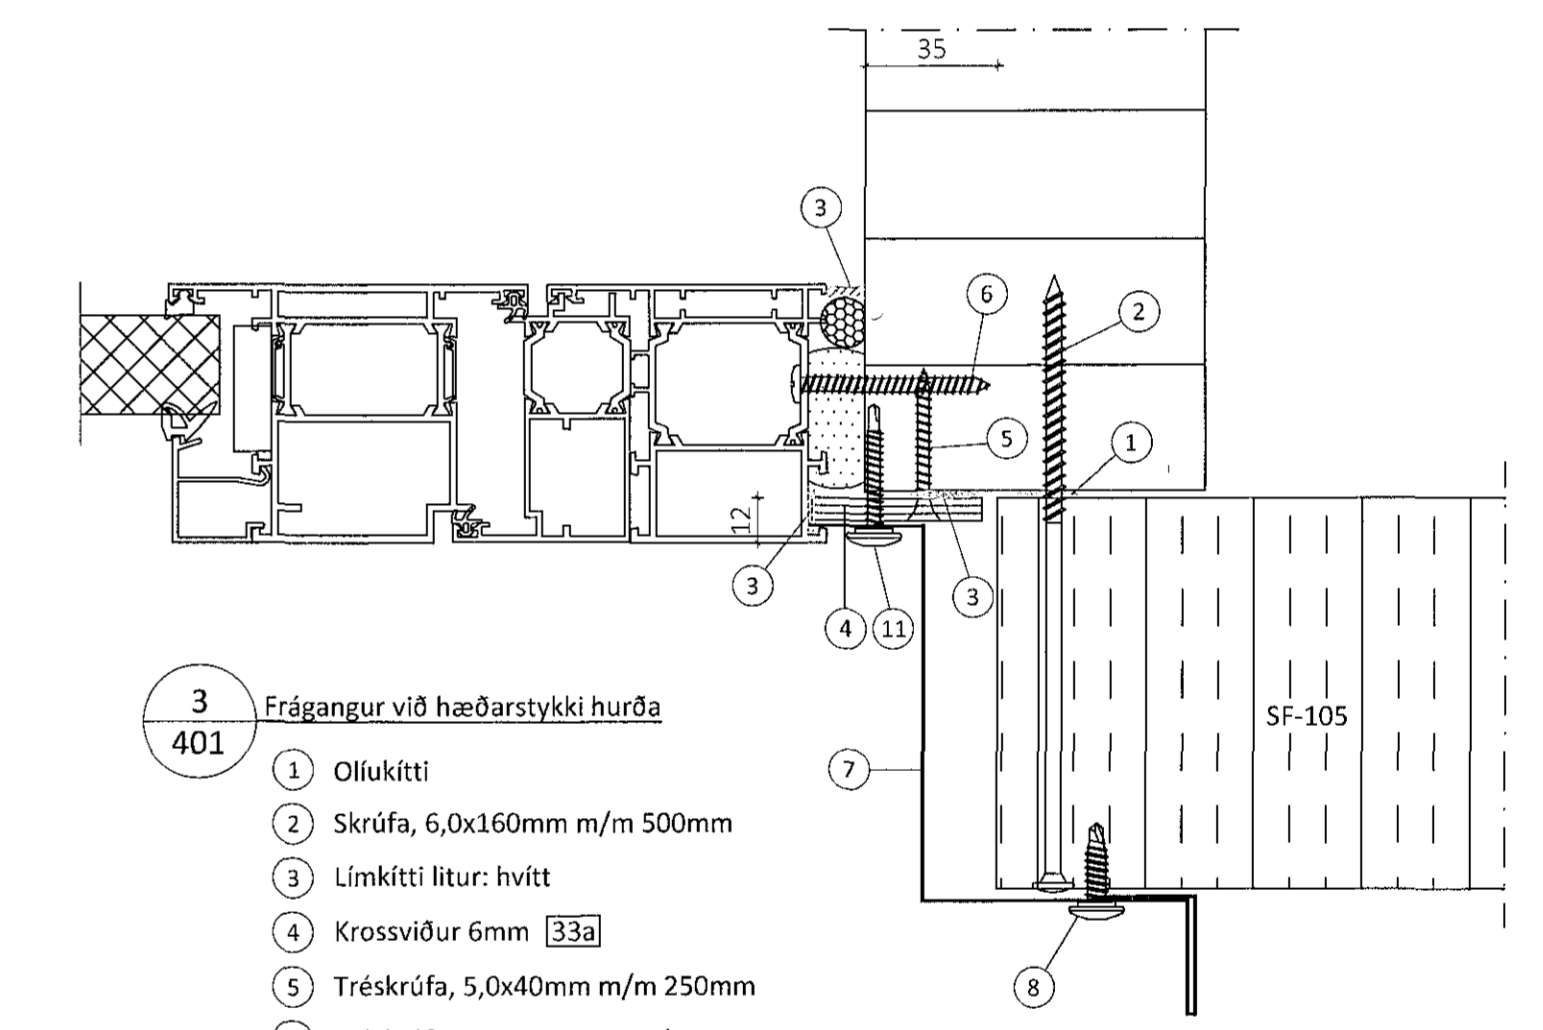 35
3
6
2
5
1
12
3
3
4
11
3
401
Frágangur við hæðarstykki hurða
SF-105
7
1 Olíukítti
2 Skrúfa, 6,0x160mm m/m 500mm
3 Límkítti litur: hvítt
4 Krossviður 6mm 33a
5 Tréskrúfa, 5,0x40mm m/m 250mm
8